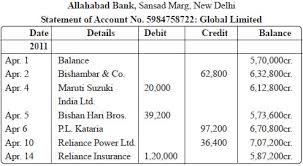 Allahabad Bank, Sansad Marg, New Delhi
Statement of Account No. 5984758722: Global Limited
Date Details Debit Credit Balance
2011
Apr. 1 Balance 5,70,000cr.
Apr. 2 Bishambar & Co. 62,800 6,32,800cr.
Apr. 4 Maruti Suzuki 20,000 6,12,800cr.
India Ltd.
Apr. 5 Bishan Hari Bros. 39,200 5,73,600cr.
Apr 6 P.L. Kataria 97,200 6,70,800cr.
Apr. 10 Reliance Power Ltd. 36,400 7,07,200cr.
Apr. 14 Reliance Insurance 1,20,000 5,87,200cr.